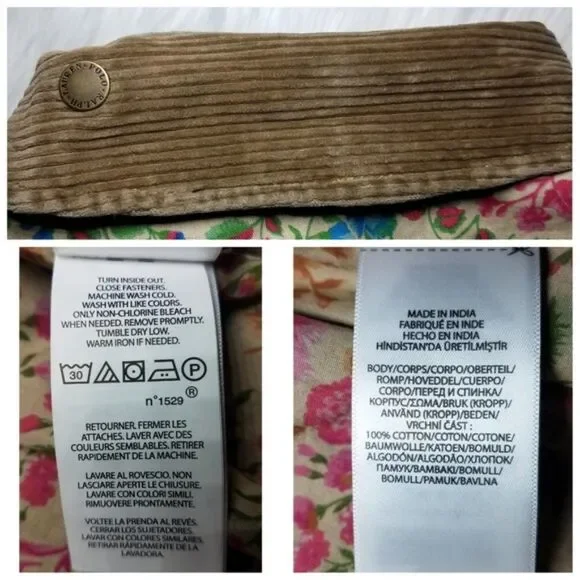 LAUREN • POLO • RALPH
TURN INSIDE OUT.
CLOSE FASTENERS.
MACHINE WASH COLD.
WASH WITH LIKE COLORS.
ONLY NON-CHLORINE BLEACH
WHEN NEEDED. REMOVE PROMPTLY.
TUMBLE DRY LOW.
WARM IRON IF NEEDED.
30 P
n°1529 ®
RETOURNER. FERMER LES
ATTACHES. LAVER AVEC DES
COULEURS SEMBLABLES. RETIRER
RAPIDEMENT DE LA MACHINE.
LAVARE AL ROVESCIO. NON
LASCIARE APERTE LE CHIUSURE.
LAVARE CON COLORI SIMILI.
RIMUOVERE PRONTAMENTE.
VOLTEE LA PRENDA AL REVÉS.
CERRAR LOS SUJETADORES.
LAVAR CON COLORES SIMILARES.
RETIRAR RÁPIDAMENTE DE LA
LAVADORA.
MADE IN INDIA
FABRIQUÉ EN INDE
HECHO EN INDIA
HİNDİSTAN'DA ÜRETİLMİŞTİR
BODY/CORPS/CORPO/OBERTEIL/
ROMP/HOVEDDEL/CUERPO/
CORPO/ПЕРЕД И СПИНКА/
КОРПУС/ΣΩΜΑ/BRUK (KROPP)/
ANVÄND (KROPP)/BEDEN/
VRCHNÍ ČÁST :
100% COTTON/COTON/COTONE/
BAUMWOLLE/KATOEN/BOMULD/
ALGODÓN/ALGODÃO/ХЛОПОК/
ПАМУК/ΒΑΜΒΑΚΙ/BOMULL/
BOMULL/PAMUK/BAVLNA